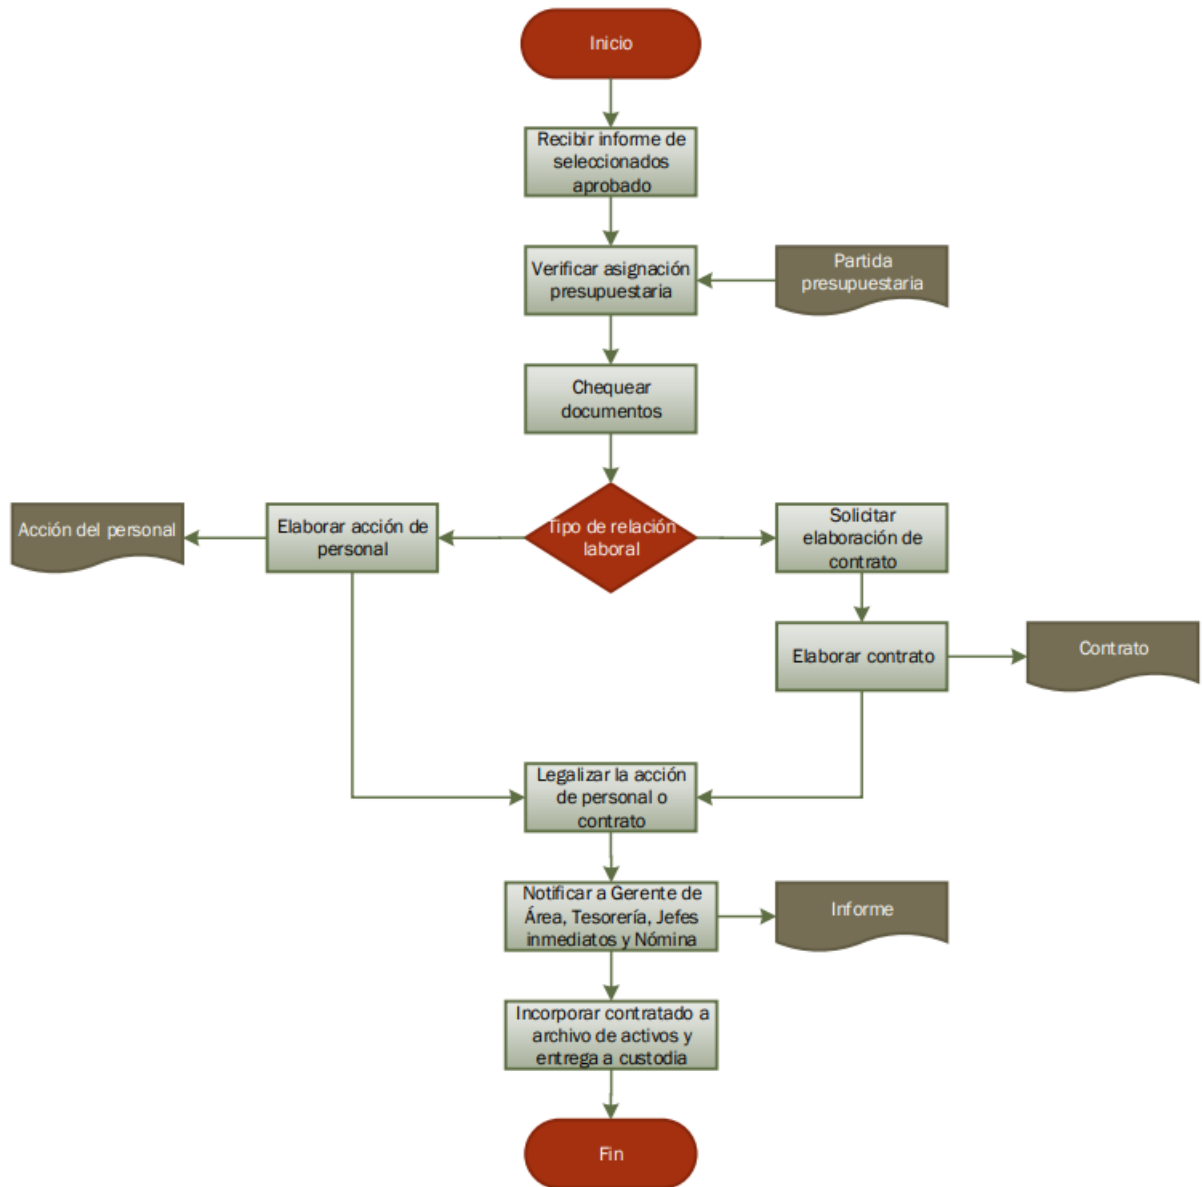 Inicio
Recibir informe de
seleccionados
aprobado
Verificar asignación
presupuestaria
Partida
presupuestaria
Chequear
documentos
Tipo de relación
laboral
Elaborar acción de
personal
Acción del personal
Solicitar
elaboración de
contrato
Elaborar contrato
Contrato
Legalizar la acción
de personal o
contrato
Notificar a Gerente de
Área, Tesorería, Jefes
inmediatos y Nómina
Informe
Incorporar contratado a
archivo de activos y
entrega a custodia
Fin